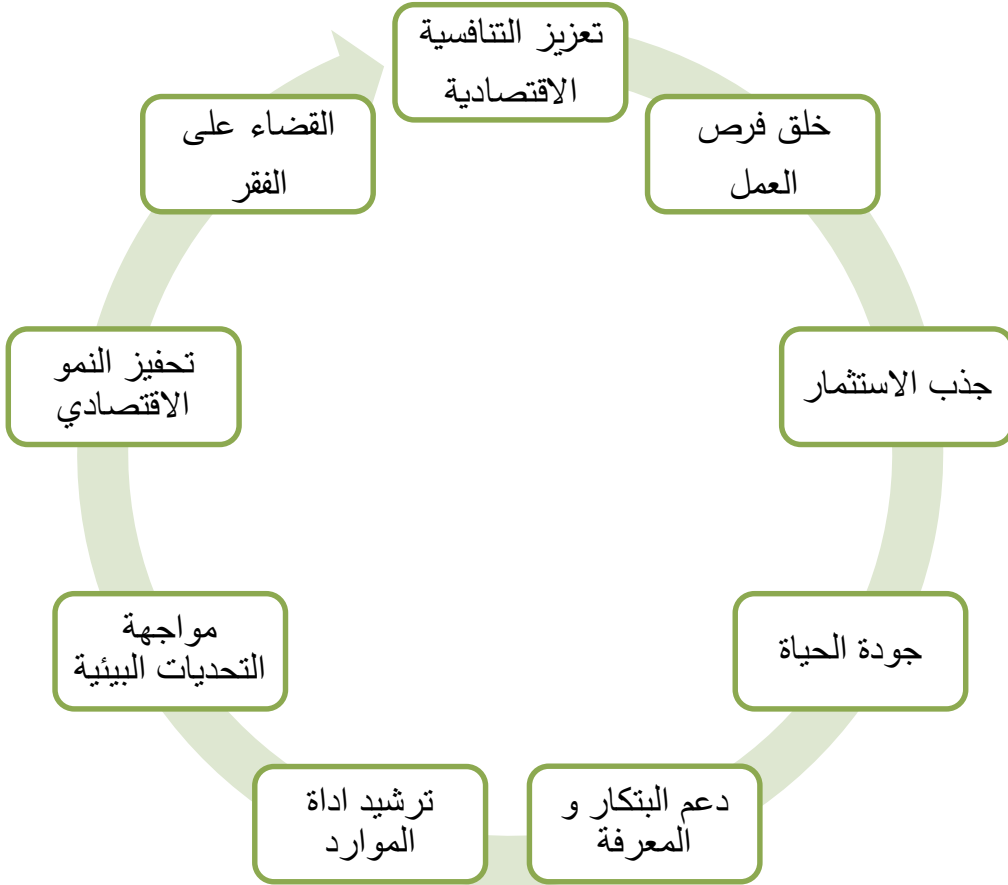 تعزيز التنافسية
الاقتصادية
خلق فرص
العمل
جذب الاستثمار
جودة الحياة
دعم البتكار و
المعرفة
ترشيد اداة
الموارد
مواجهة
التحديات البيئية
تحفيز النمو
الاقتصادي
القضاء على
الفقر